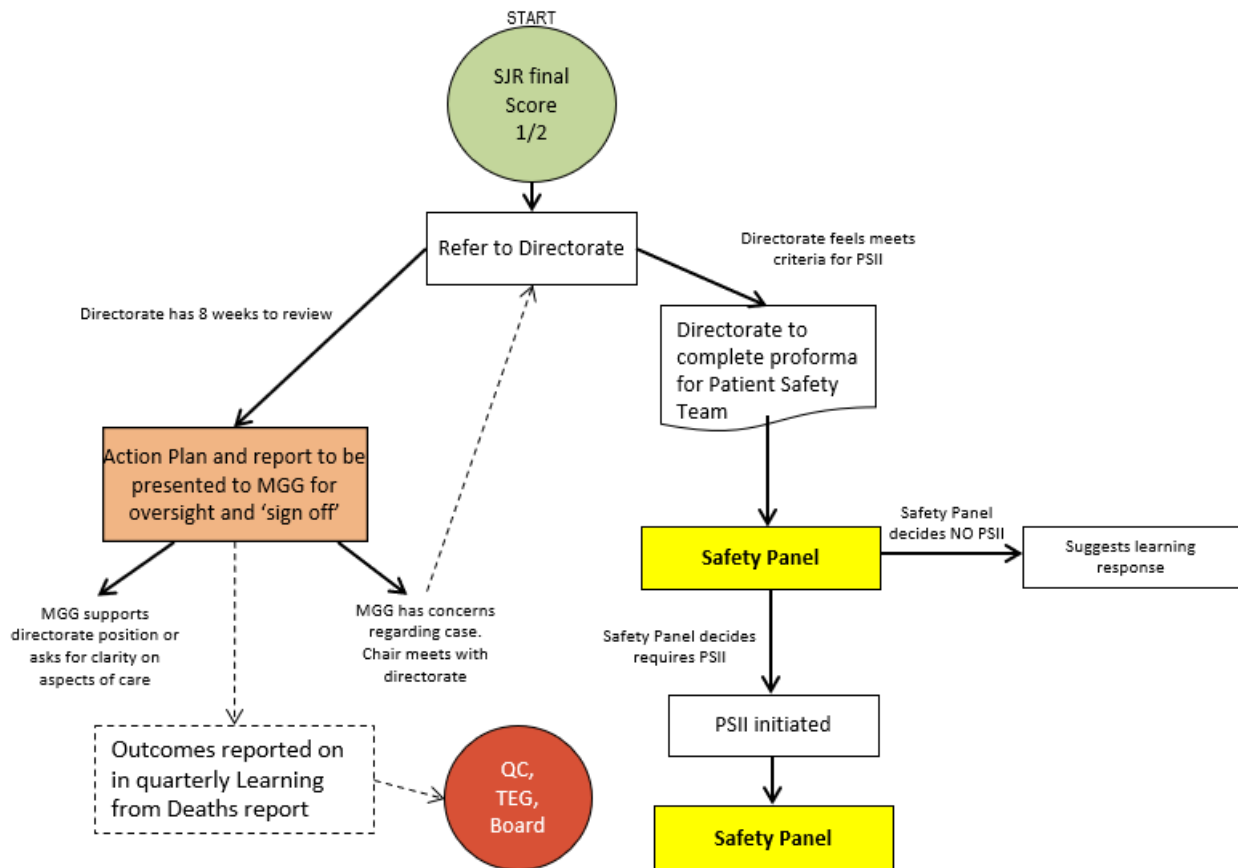 START
SJR final
Score
1/2
Refer to Directorate
Directorate feels meets
criteria for PSII
Directorate has 8 weeks to review
Directorate to
complete proforma
for Patient Safety
Team
Action Plan and report to be
presented to MGG for
oversight and ‘sign off’
Safety Panel
Safety Panel
decides NO PSII
Suggests learning
response
MGG supports
directorate position or
asks for clarity on
aspects of care
MGG has concerns
regarding case.
Chair meets with
directorate
Safety Panel decides
requires PSII
PSII initiated
Outcomes reported on
in quarterly Learning
from Deaths report
QC,
TEG,
Board
Safety Panel